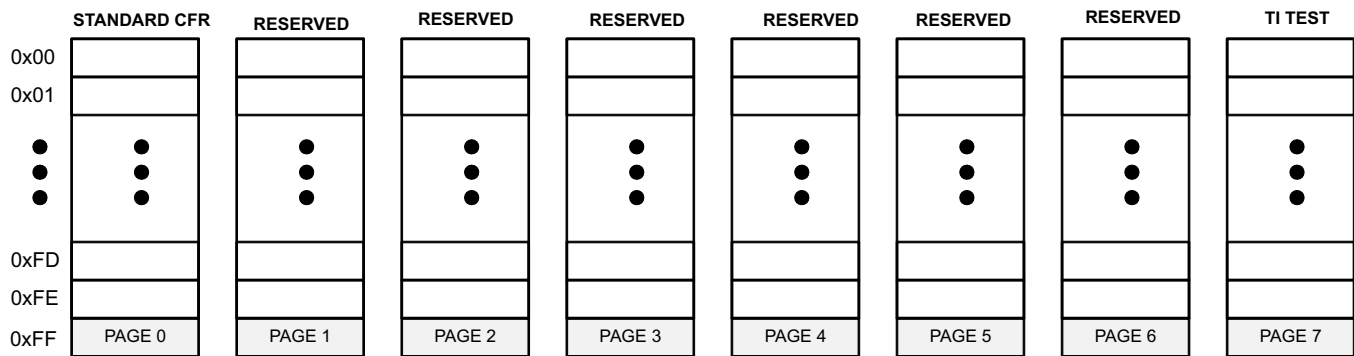 STANDARD CFR RESERVED RESERVED RESERVED RESERVED RESERVED RESERVED TI TEST
0x00
0x01
0xFD
0xFE
0xFF PAGE 0 PAGE 1 PAGE 2 PAGE 3 PAGE 4 PAGE 5 PAGE 6 PAGE 7